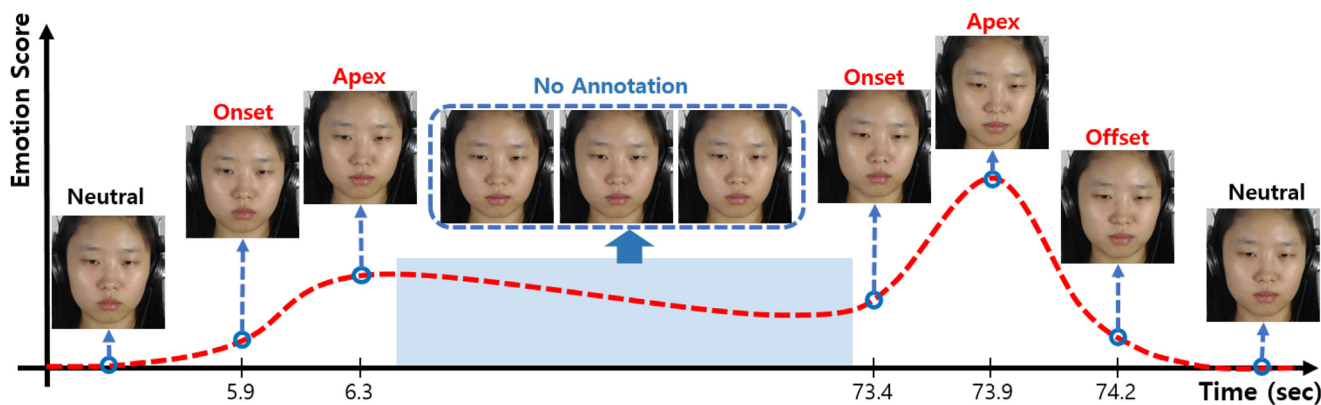 Emotion Score
Neutral
Onset
Apex
No Annotation
Onset
Apex
Offset
Neutral
5.9
6.3
73.4
73.9
74.2
Time (sec)